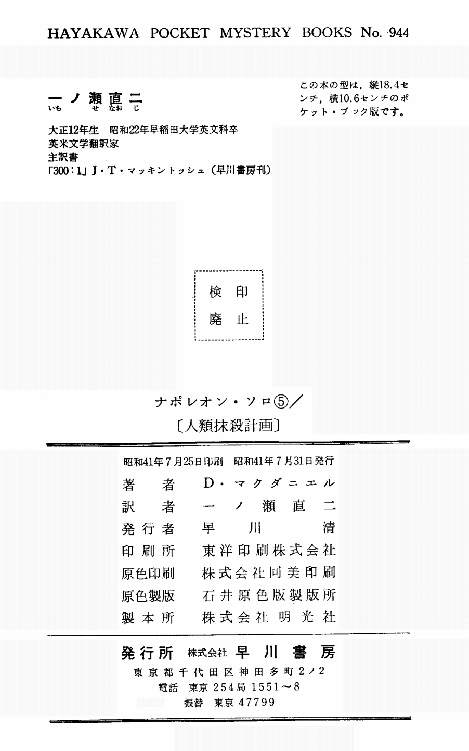 HAYAKAWA POCKET MYSTERY BOOKS No. 944
この本の型は,縦18.4セ
ンチ,横10.6センチのポ
ケット・ブック版です。
一ノ瀬直二
いち せ なお じ
大正12年生 昭和22年早稲田大学英文科卒
英米文学翻訳家
主訳書
「300:1」J・T・マッキントッシュ(早川書房刊)
検印
廃止
ナポレオン・ソロ⑤/
〔人類抹殺計画〕
昭和41年7月25日印刷 昭和41年7月31日発行
著者 D・マクダニエル
訳者 一ノ瀬直二
発行者 早川清
印刷所 東洋印刷株式会社
原色印刷 株式会社同美印刷
原色製版 石井原色版製版所
製本所 株式会社明光社
発行所 株式会社 早川書房
東京都千代田区神田多町2ノ2
電話 東京 254局 1551~8
振替 東京 47799